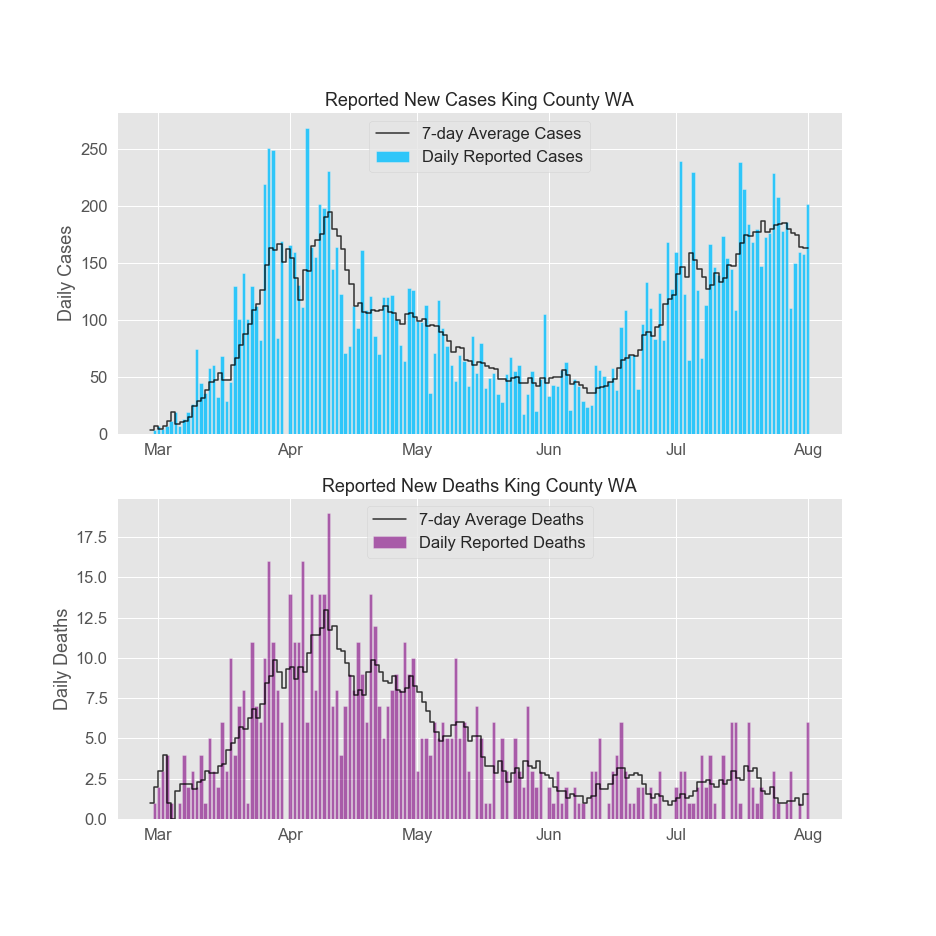 Reported New Cases King County WA
7-day Average Cases
Daily Reported Cases
Daily Cases
250
200
150
100
50
0
Mar Apr May Jun Jul Aug
Reported New Deaths King County WA
7-day Average Deaths
Daily Reported Deaths
Daily Deaths
17.5
15.0
12.5
10.0
7.5
5.0
2.5
0.0
Mar Apr May Jun Jul Aug